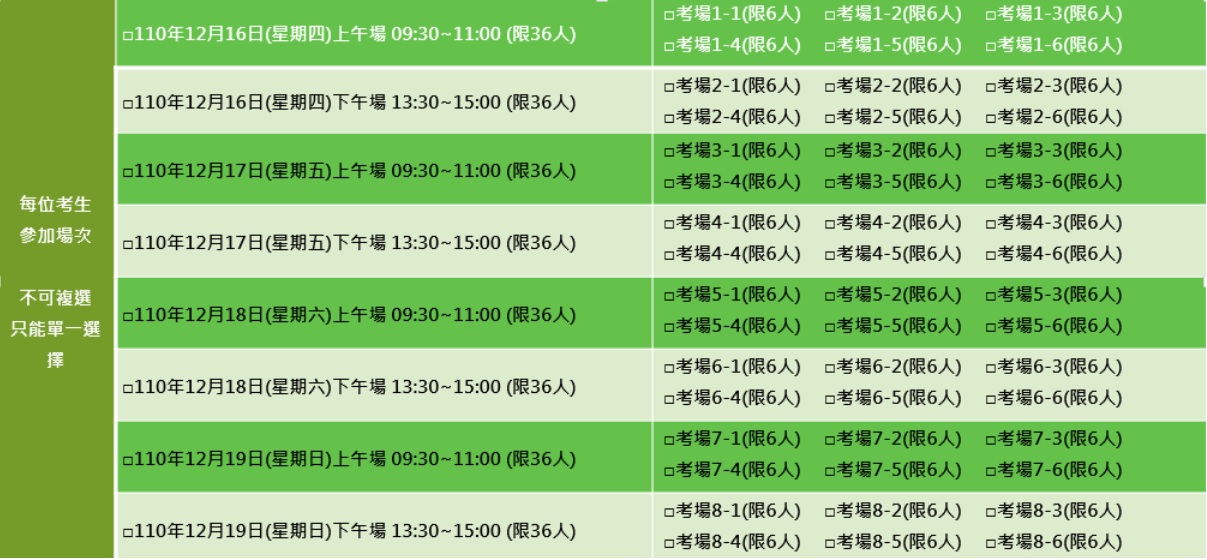 每位考生
參加場次
不可複選
只能單一選
擇
□110年12月16日(星期四)上午場 09:30~11:00 (限36人)
□考場1-1(限6人) □考場1-2(限6人) □考場1-3(限6人)
□考場1-4(限6人) □考場1-5(限6人) □考場1-6(限6人)
□110年12月16日(星期四)下午場 13:30~15:00 (限36人)
□考場2-1(限6人) □考場2-2(限6人) □考場2-3(限6人)
□考場2-4(限6人) □考場2-5(限6人) □考場2-6(限6人)
□110年12月17日(星期五)上午場 09:30~11:00 (限36人)
□考場3-1(限6人) □考場3-2(限6人) □考場3-3(限6人)
□考場3-4(限6人) □考場3-5(限6人) □考場3-6(限6人)
□110年12月17日(星期五)下午場 13:30~15:00 (限36人)
□考場4-1(限6人) □考場4-2(限6人) □考場4-3(限6人)
□考場4-4(限6人) □考場4-5(限6人) □考場4-6(限6人)
□110年12月18日(星期六)上午場 09:30~11:00 (限36人)
□考場5-1(限6人) □考場5-2(限6人) □考場5-3(限6人)
□考場5-4(限6人) □考場5-5(限6人) □考場5-6(限6人)
□110年12月18日(星期六)下午場 13:30~15:00 (限36人)
□考場6-1(限6人) □考場6-2(限6人) □考場6-3(限6人)
□考場6-4(限6人) □考場6-5(限6人) □考場6-6(限6人)
□110年12月19日(星期日)上午場 09:30~11:00 (限36人)
□考場7-1(限6人) □考場7-2(限6人) □考場7-3(限6人)
□考場7-4(限6人) □考場7-5(限6人) □考場7-6(限6人)
□110年12月19日(星期日)下午場 13:30~15:00 (限36人)
□考場8-1(限6人) □考場8-2(限6人) □考場8-3(限6人)
□考場8-4(限6人) □考場8-5(限6人) □考場8-6(限6人)